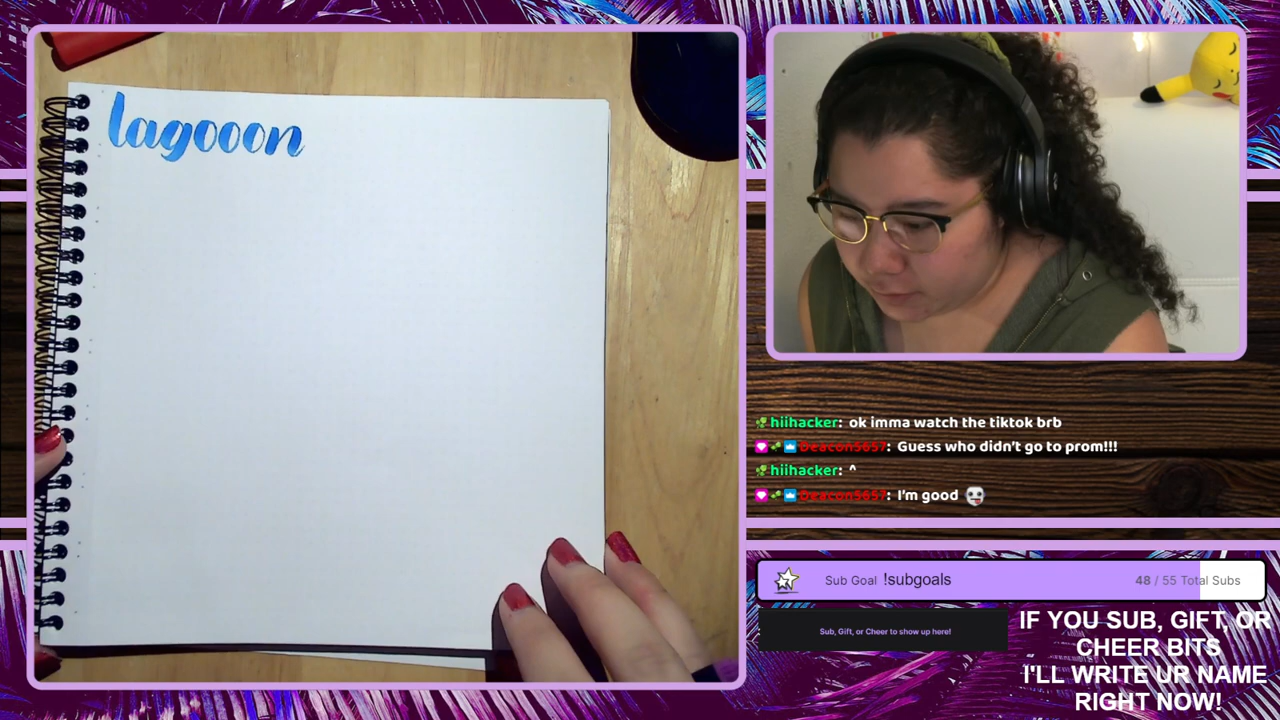 lagooon
hiihacker: ok imma watch the tiktok brb
Deacon5657: Guess who didn't go to prom!!!
hiihacker: ^
Deacon5657: I'm good
Sub Goal !subgoals 48 / 55 Total Subs
Sub, Gift, or Cheer to show up here!
IF YOU SUB, GIFT, OR
CHEER BITS
I'LL WRITE UR NAME
RIGHT NOW!